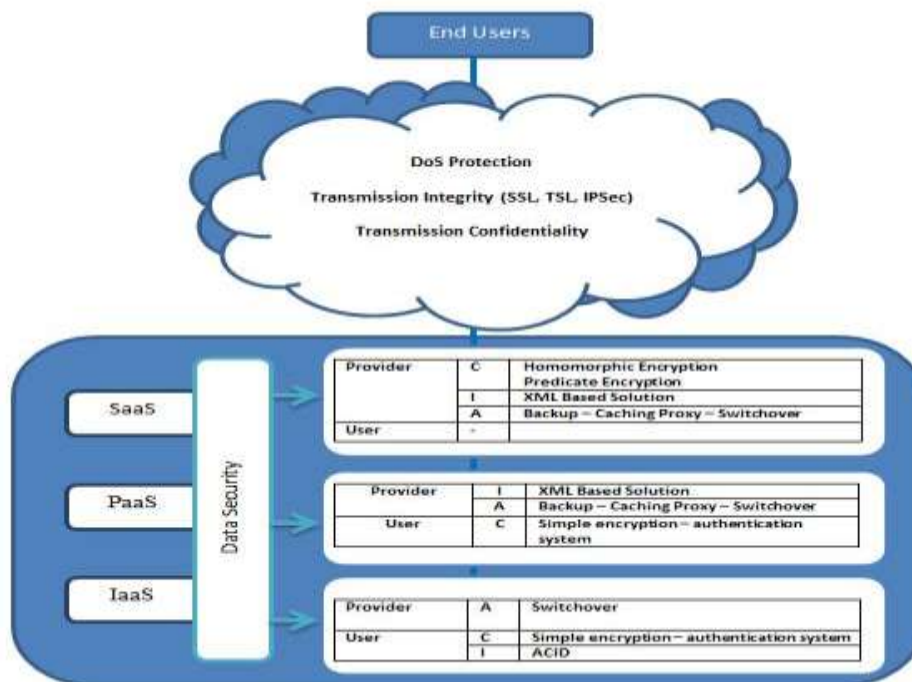 End Users
DoS Protection
Transmission Integrity (SSL, TSL, IPSec)
Transmission Confidentiality
SaaS
PaaS
IaaS
Data Security
Provider C Homomorphic Encryption
Predicate Encryption
I XML Based Solution
A Backup – Caching Proxy – Switchover
User -
Provider I XML Based Solution
A Backup – Caching Proxy – Switchover
User C Simple encryption – authentication
system
Provider A Switchover
User C Simple encryption – authentication system
I ACID